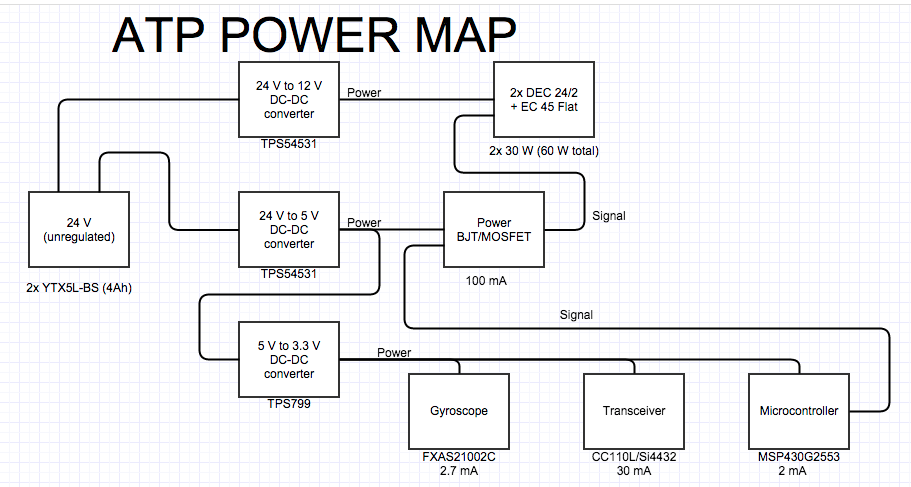 ATP POWER MAP
24 V to 12 V
DC-DC
converter
TPS54531
Power
2x DEC 24/2
+ EC 45 Flat
2x 30 W (60 W total)
24 V
(unregulated)
2x YTX5L-BS (4Ah)
24 V to 5 V
DC-DC
converter
TPS54531
Power
Power
BJT/MOSFET
100 mA
Signal
Signal
5 V to 3.3 V
DC-DC
converter
TPS799
Power
Gyroscope
FXAS21002C
2.7 mA
Transceiver
CC110L/Si4432
30 mA
Microcontroller
MSP430G2553
2 mA